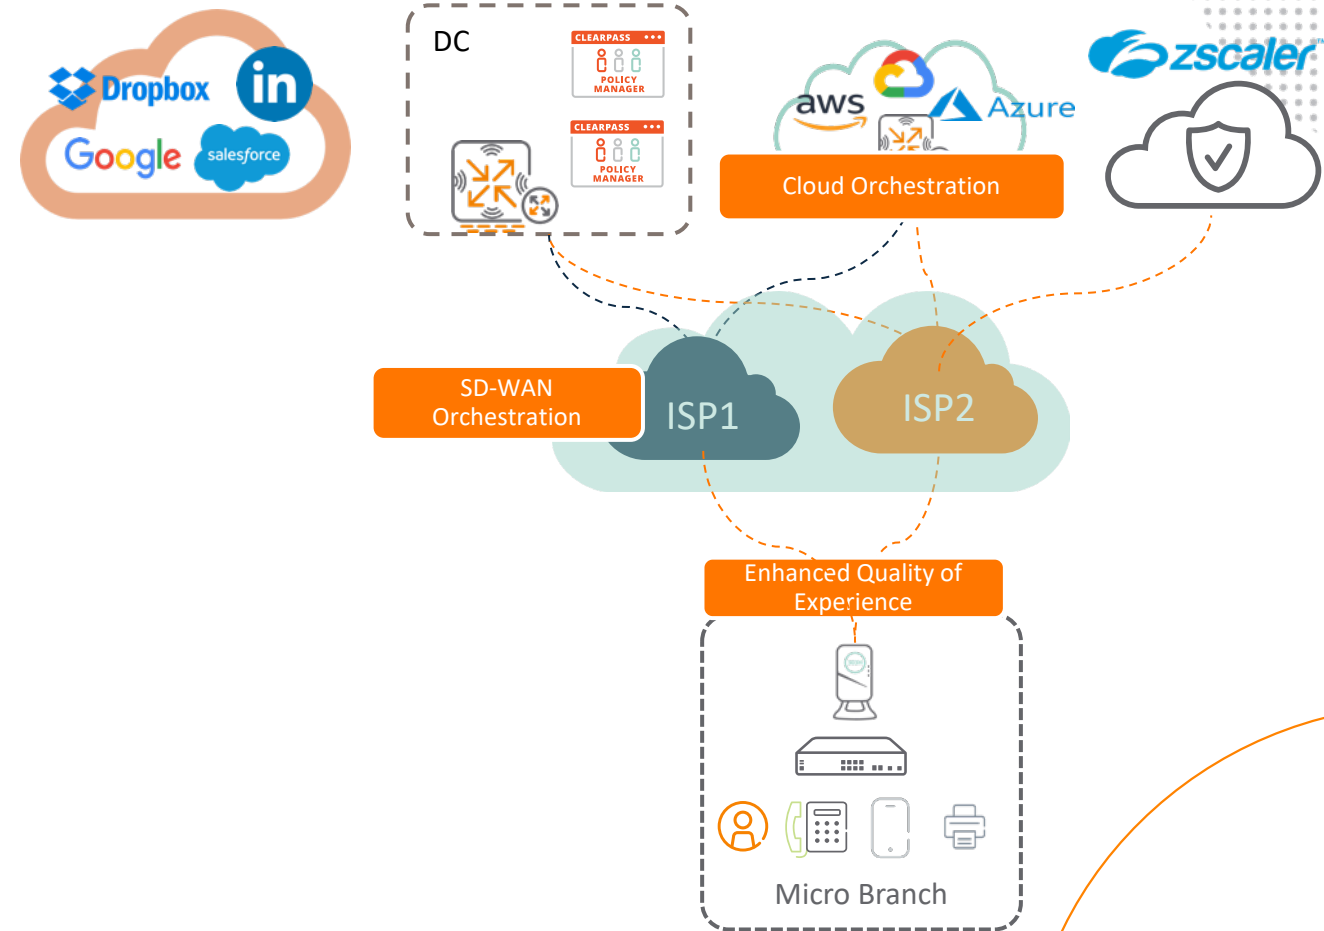 Dropbox
in
Google
salesforce
DC
CLEARPASS
POLICY
MANAGER
CLEARPASS
POLICY
MANAGER
aws
Azure
Cloud Orchestration
zscaler™
SD-WAN
Orchestration
ISP1
ISP2
Enhanced Quality of
Experience
Micro Branch